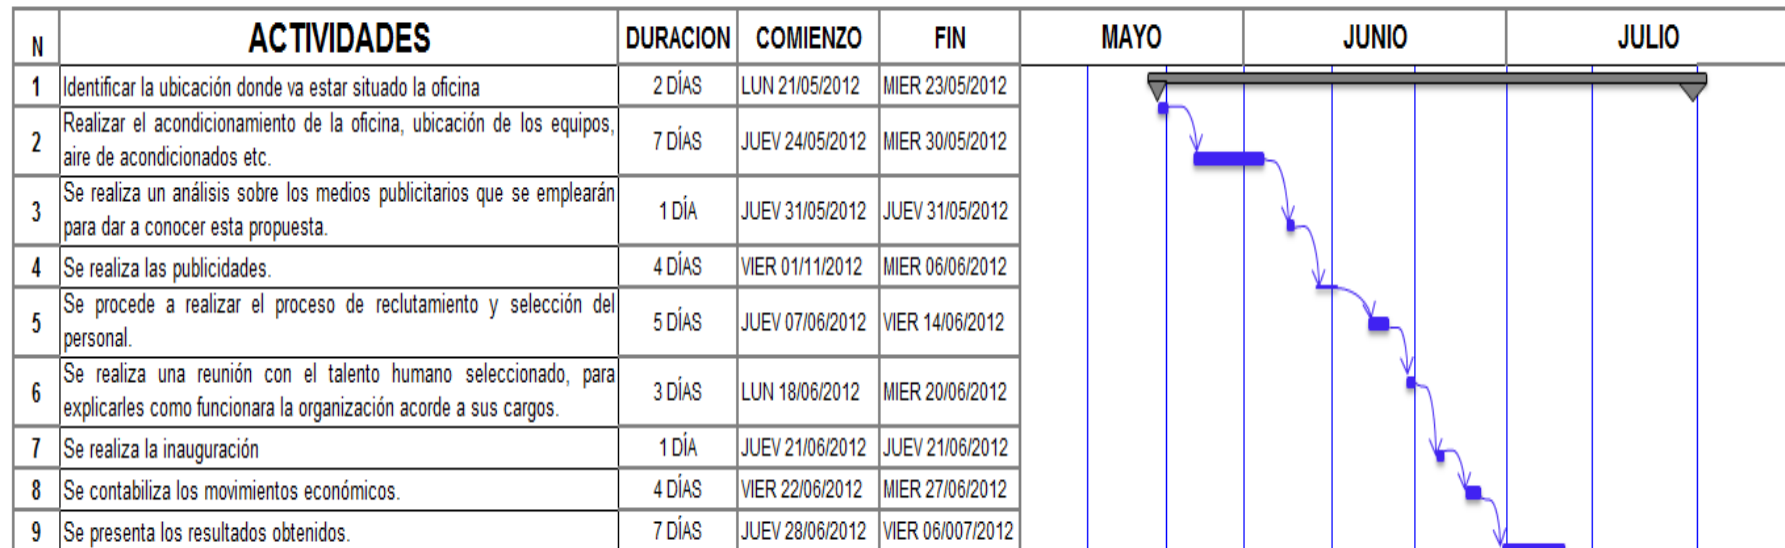 N ACTIVIDADES DURACION COMIENZO FIN MAYO JUNIO JULIO
1 Identificar la ubicación donde va estar situado la oficina 2 DÍAS LUN 21/05/2012 MIER 23/05/2012
Realizar el acondicionamiento de la oficina, ubicación de los equipos,
2 aire de acondicionados etc. 7 DÍAS JUEV 24/05/2012 MIER 30/05/2012
Se realiza un análisis sobre los medios publicitarios que se emplearán
3 para dar a conocer esta propuesta. 1 DÍA JUEV 31/05/2012 JUEV 31/05/2012
4 Se realiza las publicidades. 4 DÍAS VIER 01/11/2012 MIER 06/06/2012
Se procede a realizar el proceso de reclutamiento y selección del
5 personal. 5 DÍAS JUEV 07/06/2012 VIER 14/06/2012
Se realiza una reunión con el talento humano seleccionado, para
6 explicarles como funcionara la organización acorde a sus cargos. 3 DÍAS LUN 18/06/2012 MIER 20/06/2012
7 Se realiza la inauguración 1 DÍA JUEV 21/06/2012 JUEV 21/06/2012
8 Se contabiliza los movimientos económicos. 4 DÍAS VIER 22/06/2012 MIER 27/06/2012
9 Se presenta los resultados obtenidos. 7 DÍAS JUEV 28/06/2012 VIER 06/007/2012